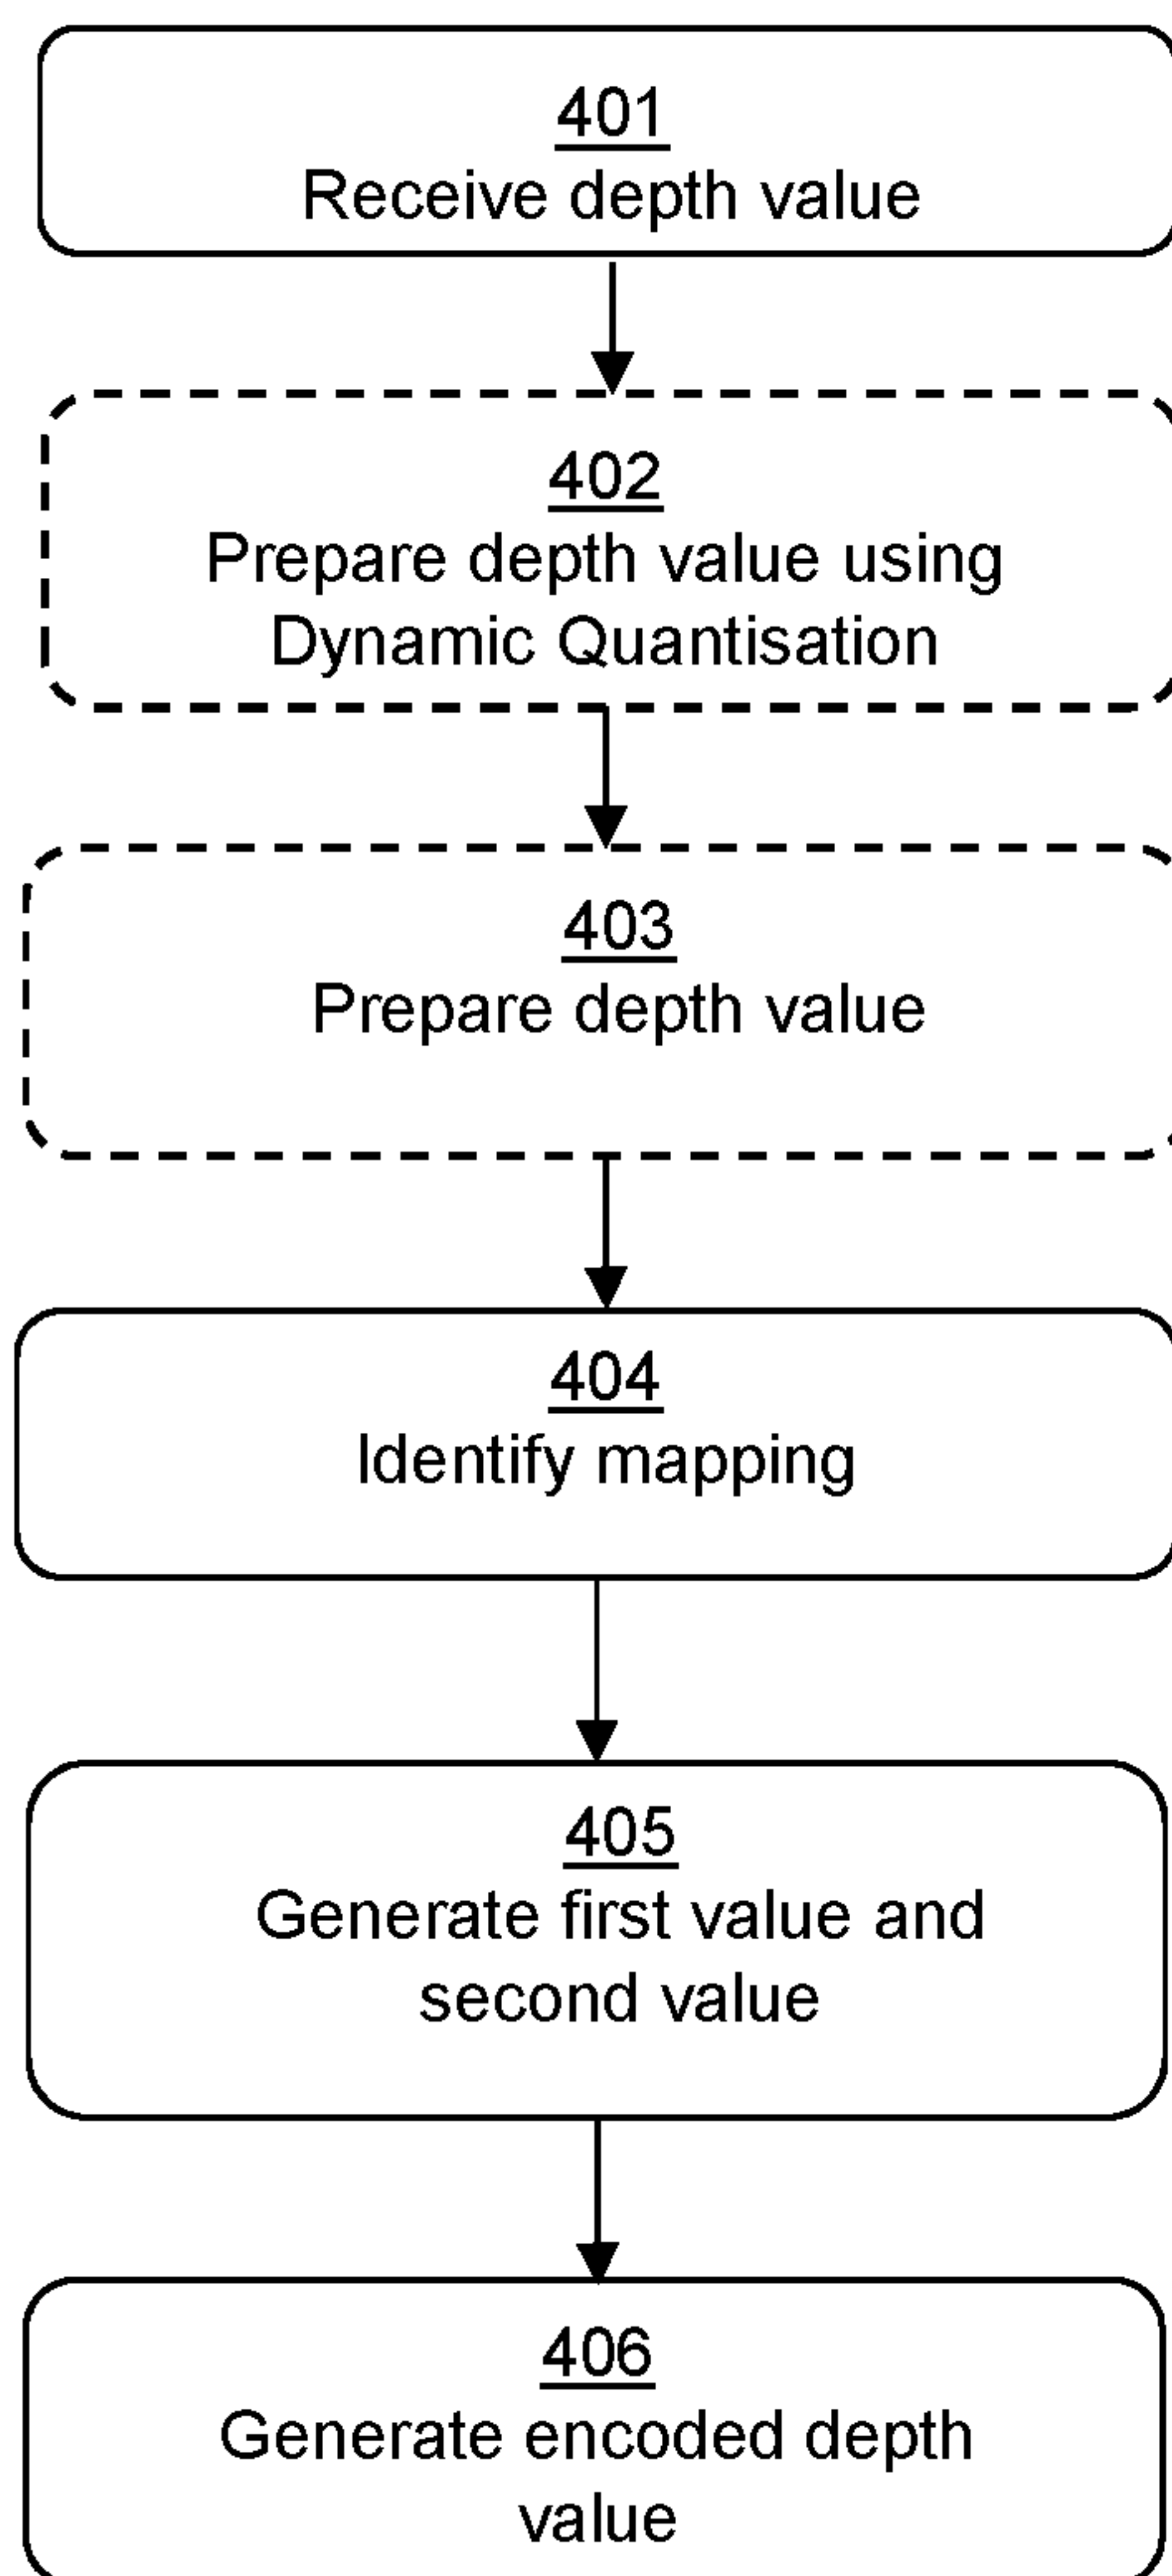 401
Receive depth value
402
Prepare depth value using
Dynamic Quantisation
403
Prepare depth value
404
Identify mapping
405
Generate first value and
second value
406
Generate encoded depth
value